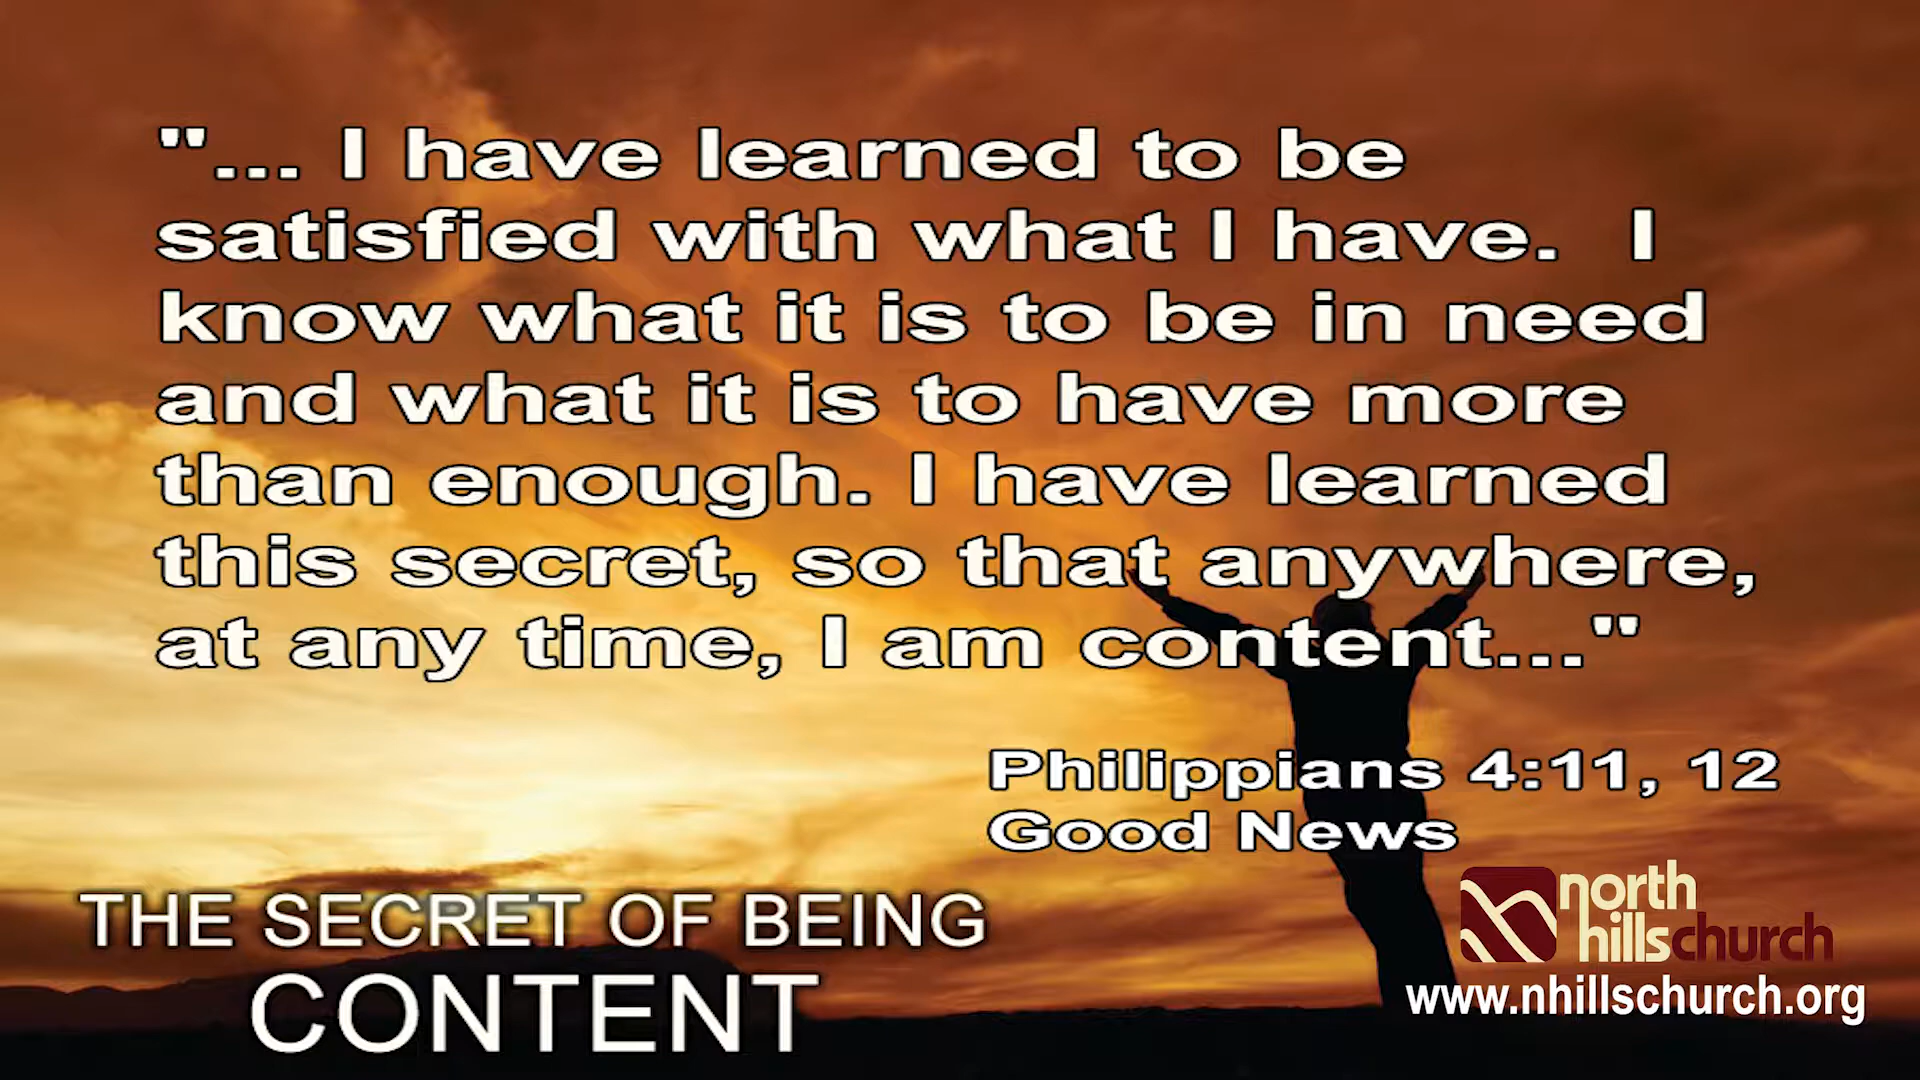 "... I have learned to be
satisfied with what I have.  I
know what it is to be in need
and what it is to have more
than enough. I have learned
this secret, so that anywhere,
at any time, I am content..."
Philippians 4:11, 12
Good News
THE SECRET OF BEING
CONTENT
north
hillschurch
www.nhillschurch.org